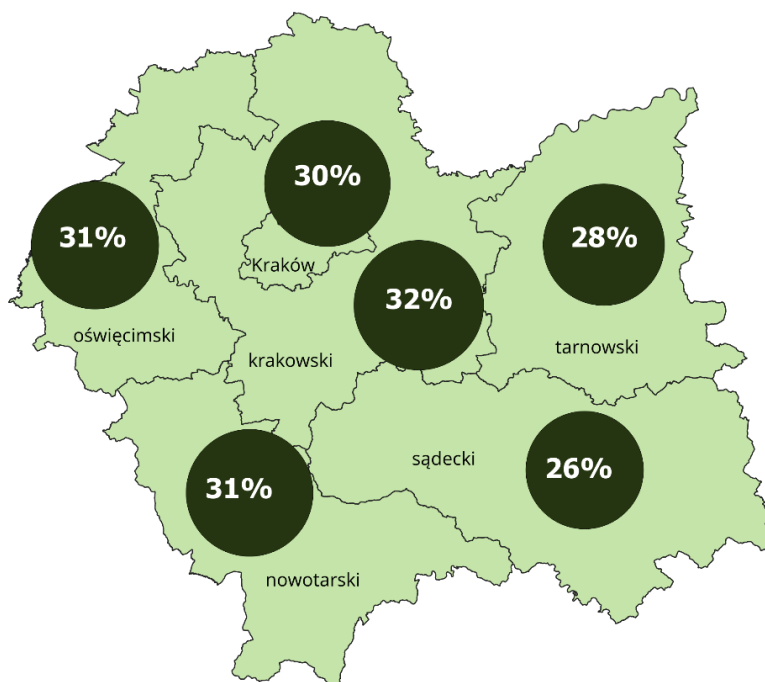 30%
31%
28%
Kraków
32%
oświęcimski
tarnowski
krakowski
sądecki
26%
31%
nowotarski